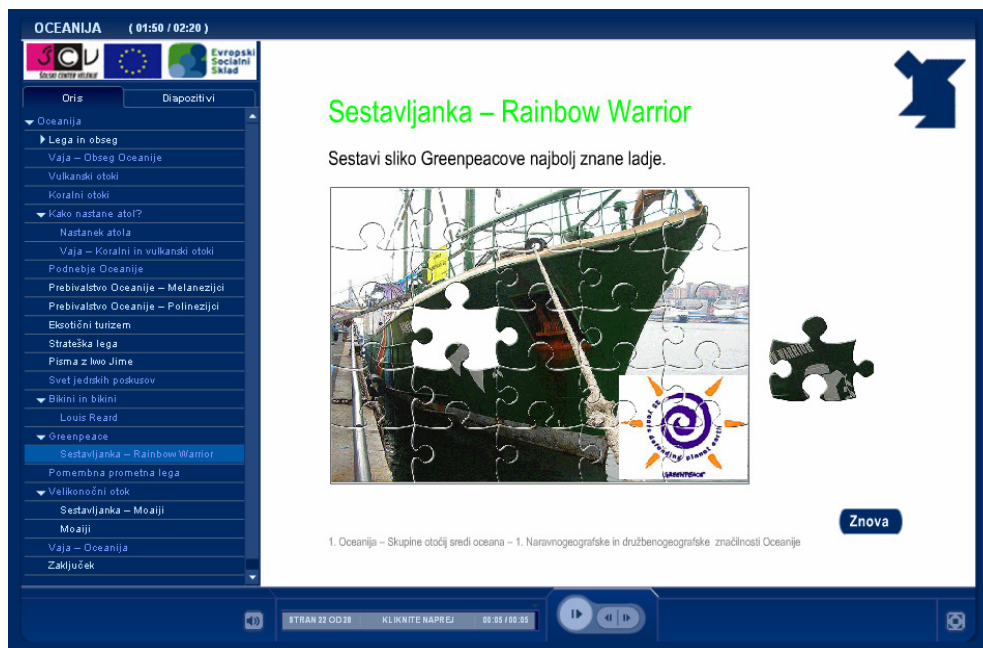 OCEANIJA ( 01:50 / 02:20 )
ŠCV
ŠOLSKI CENTER VELENJE
Evropski
Socialni
Sklad
Oris
Diapozitivi
Oceanija
Lega in obseg
Vaja – Obseg Oceanije
Vulkanski otoki
Koralni otoki
Kako nastane atol?
Nastanek atola
Vaja – Koralni in vulkanski otoki
Podnebje Oceanije
Prebivalstvo Oceanije – Melanezijci
Prebivalstvo Oceanije – Polinezijci
Eksotični turizem
Strateška lega
Pisma z Iwo Jime
Svet jedrskih poskusov
Bikini in bikini
Louis Reard
Greenpeace
Sestavljanka – Rainbow Warrior
Pomembna prometna lega
Velikonočni otok
Sestavljanka – Moaiji
Moaiji
Vaja – Oceanija
Zaključek
Sestavljanka – Rainbow Warrior
Sestavi sliko Greenpeacove najbolj znane ladje.
defending planet earth
GREENPEACE
Znova
1. Oceanija – Skupine otočij sredi oceana – 1. Naravnogeografske in družbenogeografske značilnosti Oceanije
STRAN 22 OD 28
KLIKNITE NAPREJ
00:05 / 00:05